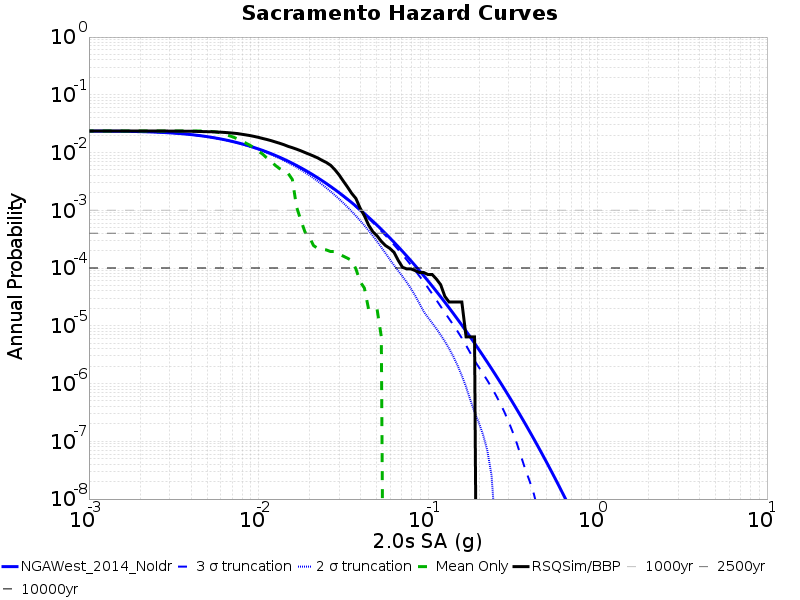 Sacramento Hazard Curves
10^0
10^-1
10^-2
10^-3
10^-4
10^-5
10^-6
10^-7
10^-8
Annual Probability
10^-3 10^-2 10^-1 10^0 10^1
2.0s SA (g)
NGAWest_2014_NoIdr 3 σ truncation 2 σ truncation Mean Only RSQSim/BBP 1000yr 2500yr
10000yr